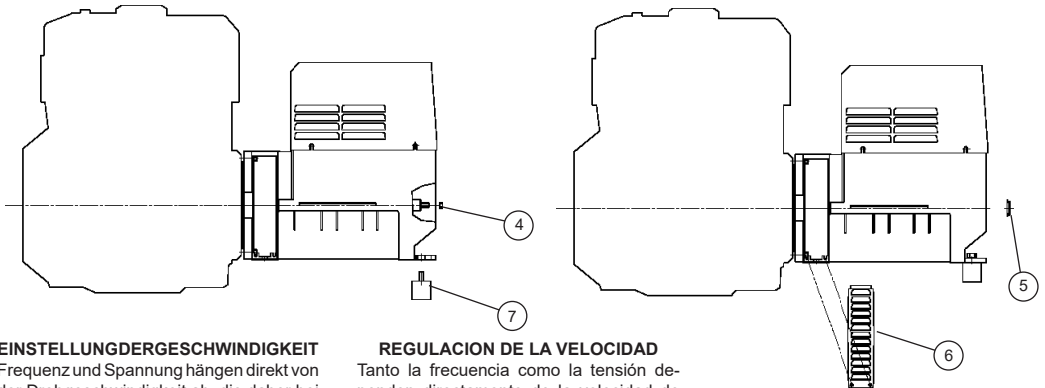 4
7
5
6
EINSTELLUNGDERGESCHWINDIGKEIT
Frequenz und Spannung hängen direkt von
REGULACION DE LA VELOCIDAD
Tanto la frecuencia como la tensión de-